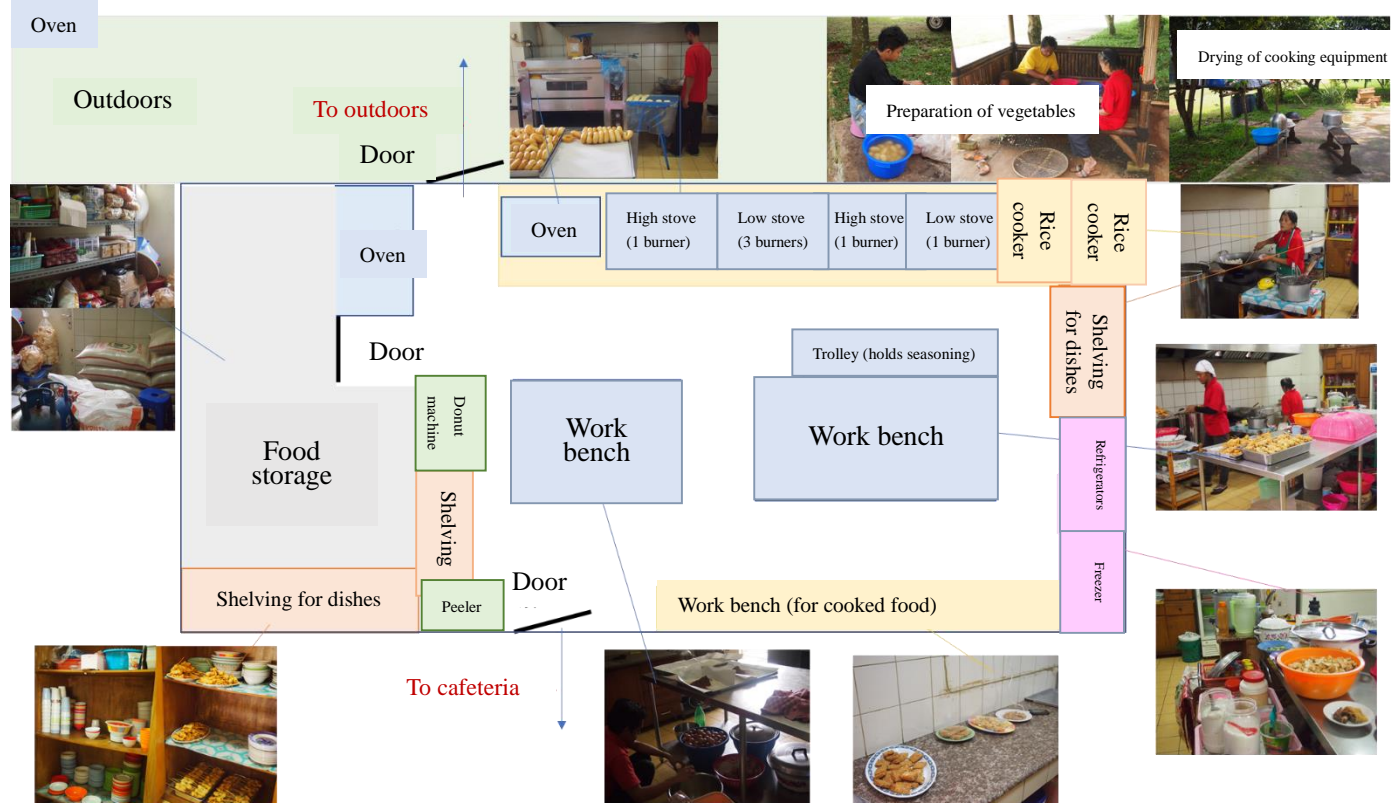 Oven
Outdoors
To outdoors
Door
Preparation of vegetables
Drying of cooking equipment
Oven
Oven
High stove
(1 burner)
Low stove
(3 burners)
High stove
(1 burner)
Low stove
(1 burner)
Rice
cooker
Rice
cooker
Door
Shelving
for dishes
Trolley (holds seasoning)
Donut
machine
Work
bench
Work bench
Food
storage
Refrigerators
Shelving
Freezer
Shelving for dishes
Peeler
Door
Work bench (for cooked food)
To cafeteria